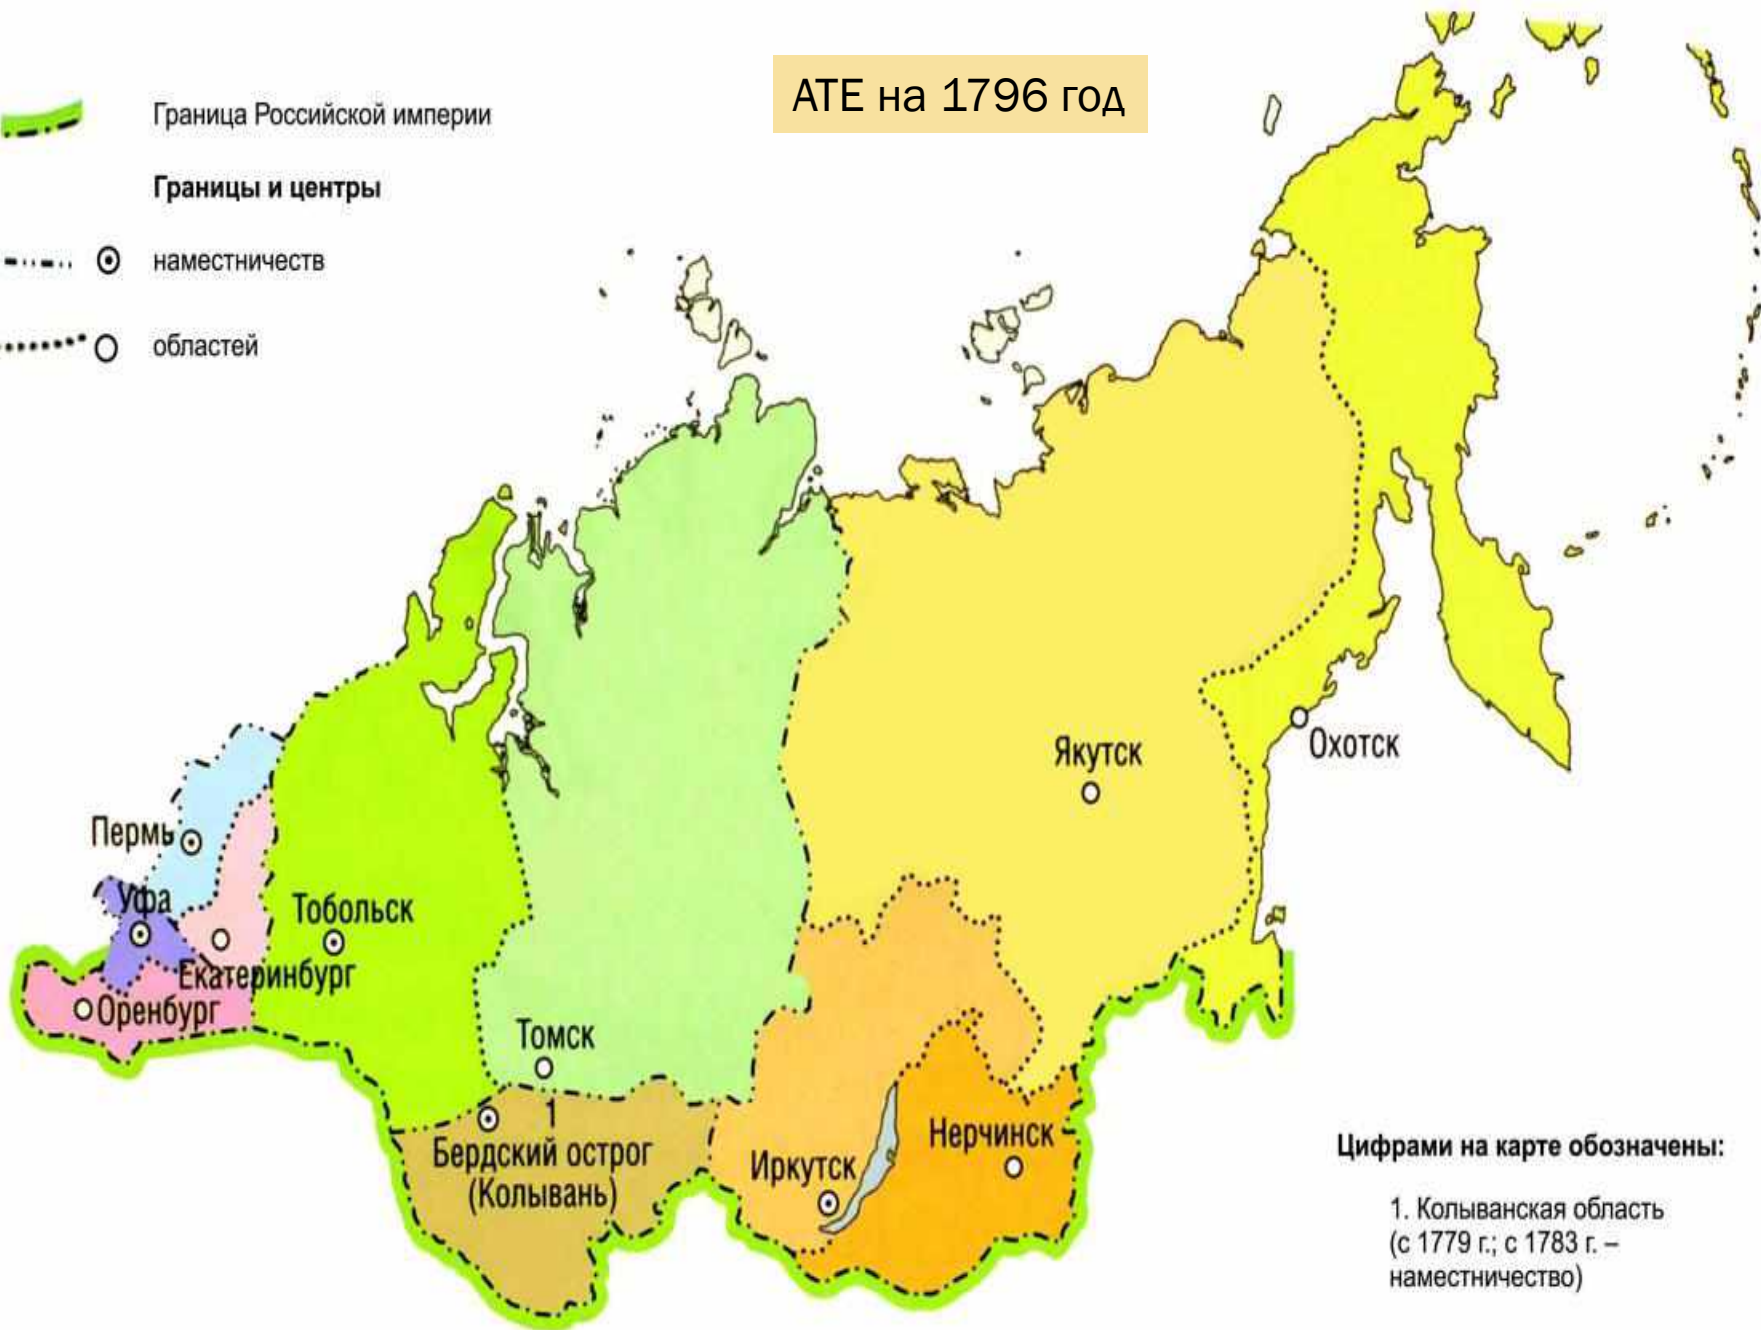 АТЕ на 1796 год
Граница Российской империи
Границы и центры
наместничеств
областей
Пермь
Уфа
Екатеринбург
Оренбург
Тобольск
Томск
1
Бердский острог
(Колывань)
Иркутск
Нерчинск
Якутск
Охотск
Цифрами на карте обозначены:
1. Колыванская область
(с 1779 г.; с 1783 г. –
наместничество)